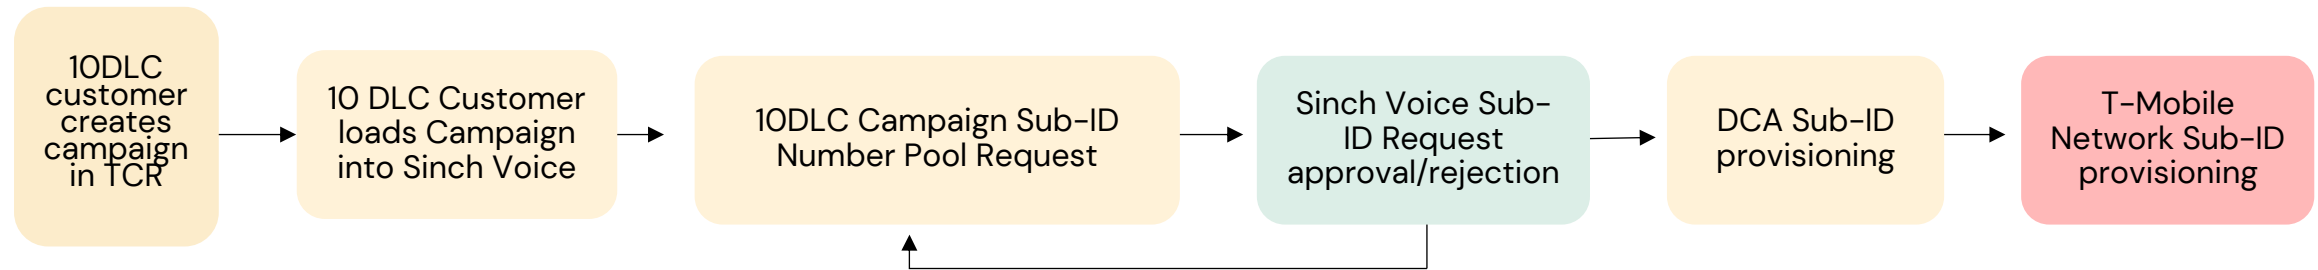 10DLC
customer
creates
campaign
in TCR
10 DLC Customer
loads Campaign
into Sinch Voice
10DLC Campaign Sub-ID
Number Pool Request
Sinch Voice Sub-
ID Request
approval/rejection
DCA Sub-ID
provisioning
T-Mobile
Network Sub-ID
provisioning